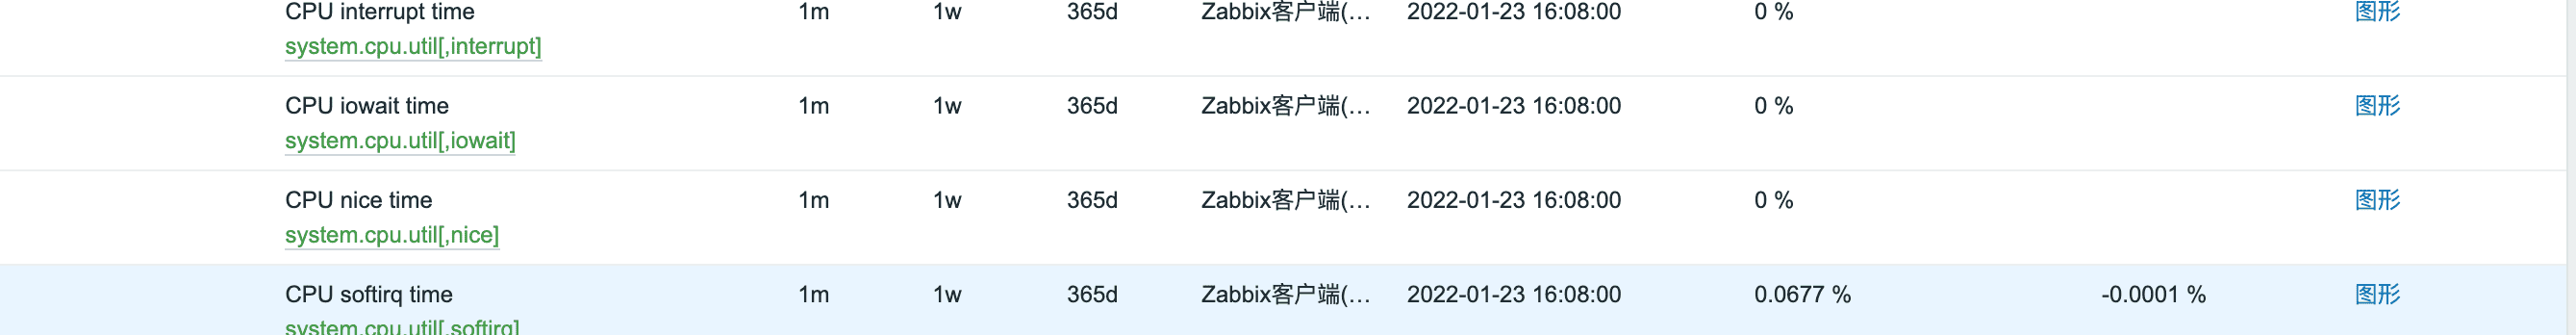 CPU interrupt time 1m 1w 365d Zabbix客户端(... 2022-01-23 16:08:00 0 % 图形
system.cpu.util[,interrupt]
CPU iowait time 1m 1w 365d Zabbix客户端(... 2022-01-23 16:08:00 0 % 图形
system.cpu.util[,iowait]
CPU nice time 1m 1w 365d Zabbix客户端(... 2022-01-23 16:08:00 0 % 图形
system.cpu.util[,nice]
CPU softirq time 1m 1w 365d Zabbix客户端(... 2022-01-23 16:08:00 0.0677 % -0.0001 % 图形
system.cpu.util[,softirq]